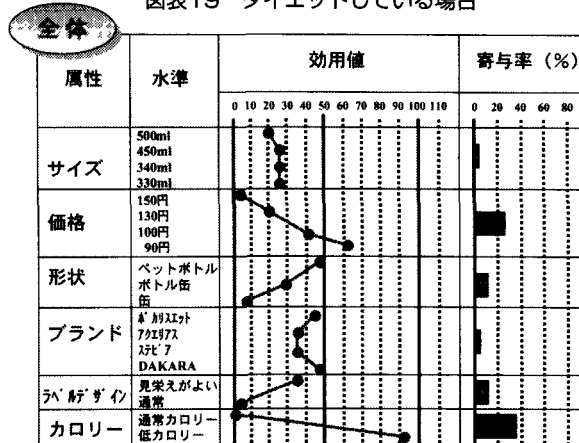 図表19 ダイエットしている場合
全体
属性 水準 効用値 寄与率（%）
0 10 20 30 40 50 60 70 80 90 100 110 0 20 40 60 80
サイズ
500ml
450ml
340ml
330ml
価格
150円
130円
100円
90円
形状
ペットボトル
ボトル缶
缶
ブランド
ポカリスエット
アクエリアス
ステビア
DAKARA
ラベルデザイン
見栄えがよい
通常
カロリー
通常カロリー
低カロリー